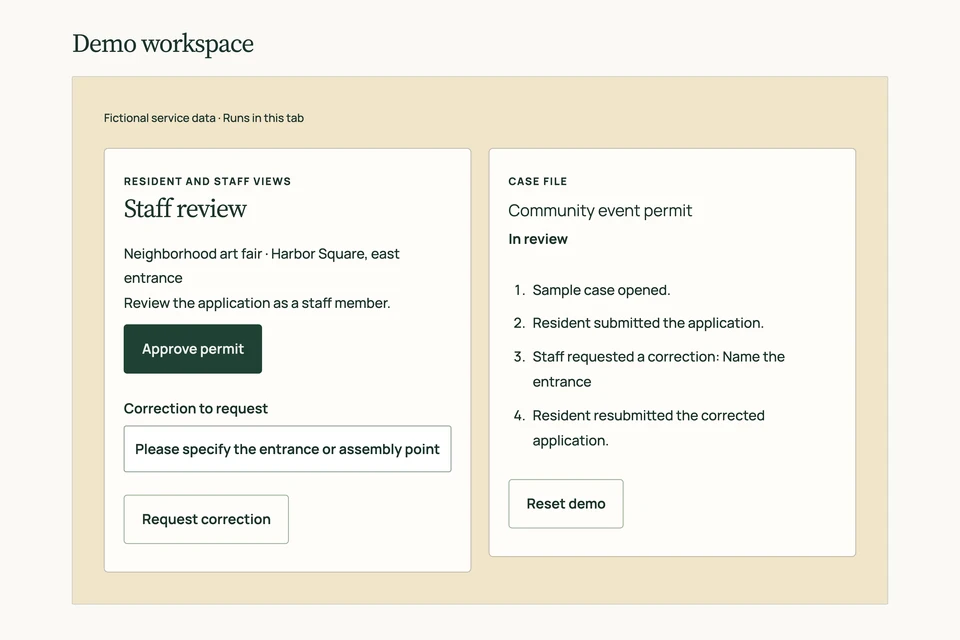 Demo workspace
Fictional service data · Runs in this tab
RESIDENT AND STAFF VIEWS
Staff review
Neighborhood art fair · Harbor Square, east
entrance
Review the application as a staff member.
Approve permit
Correction to request
Please specify the entrance or assembly point
Request correction
CASE FILE
Community event permit
In review
1. Sample case opened.
2. Resident submitted the application.
3. Staff requested a correction: Name the
entrance
4. Resident resubmitted the corrected
application.
Reset demo